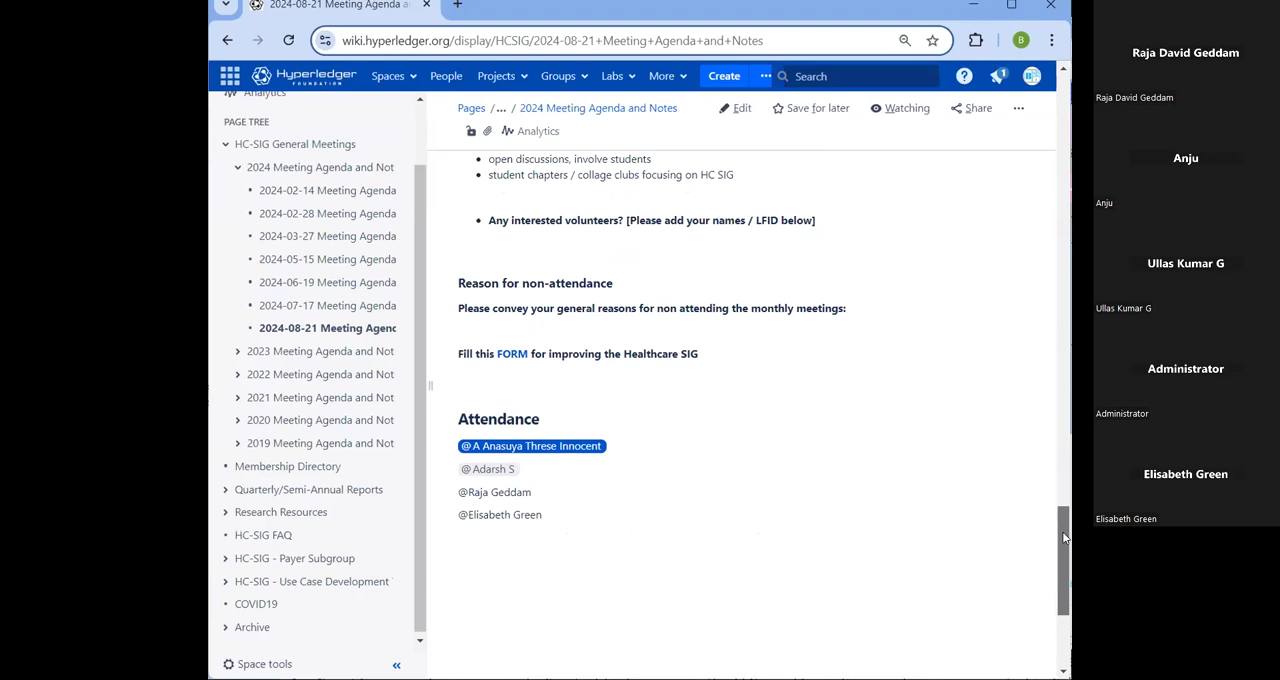 2024-08-21 Meeting Agenda a
wiki.hyperledger.org/display/HCSIG/2024-08-21+Meeting+Agenda+and+Notes
B
Hyperledger
FOUNDATION
Spaces
People
Projects
Groups
Labs
More
Create
Search
1
Analytics
PAGE TREE
HC-SIG General Meetings
2024 Meeting Agenda and Not
2024-02-14 Meeting Agenda
2024-02-28 Meeting Agenda
2024-03-27 Meeting Agenda
2024-05-15 Meeting Agenda
2024-06-19 Meeting Agenda
2024-07-17 Meeting Agenda
2024-08-21 Meeting Agenc
2023 Meeting Agenda and Not
2022 Meeting Agenda and Not
2021 Meeting Agenda and Not
2020 Meeting Agenda and Not
2019 Meeting Agenda and Not
Membership Directory
Quarterly/Semi-Annual Reports
Research Resources
HC-SIG FAQ
HC-SIG - Payer Subgroup
HC-SIG - Use Case Development
COVID19
Archive
Space tools
Pages /... / 2024 Meeting Agenda and Notes
Edit
Save for later
Watching
Share
Analytics
• open discussions, involve students
• student chapters / collage clubs focusing on HC SIG
• Any interested volunteers? [Please add your names / LFID below]
Reason for non-attendance
Please convey your general reasons for non attending the monthly meetings:
Fill this FORM for improving the Healthcare SIG
Attendance
@A Anasuya Threse Innocent
@Adarsh S
@Raja Geddam
@Elisabeth Green
Raja David Geddam
Raja David Geddam
Anju
Anju
Ullas Kumar G
Ullas Kumar G
Administrator
Administrator
Elisabeth Green
Elisabeth Green